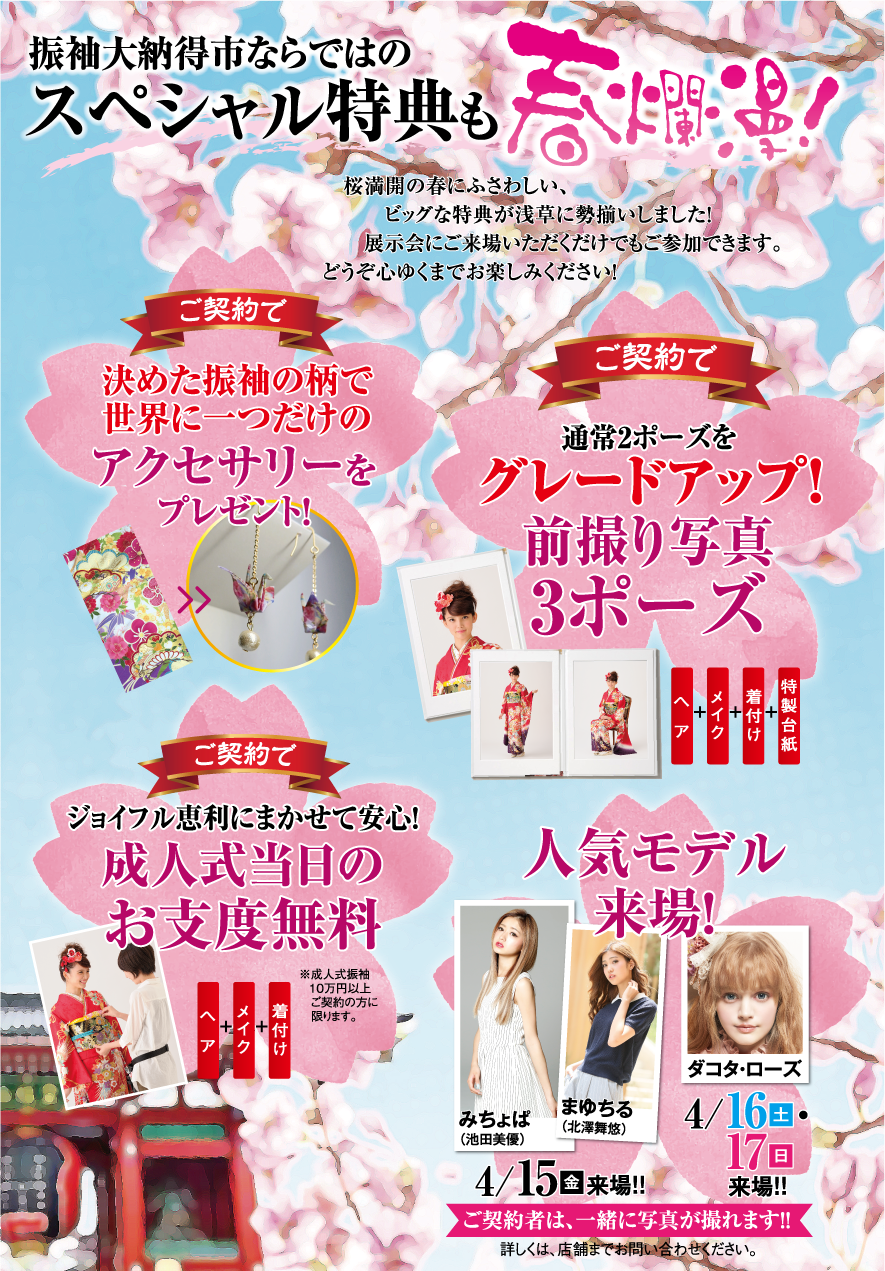 振袖大納得市ならではの
スペシャル特典も
春爛漫!
桜満開の春にふさわしい、
ビッグな特典が浅草に勢揃いしました!
展示会にご来場いただくだけでもご参加できます。
どうぞ心ゆくまでお楽しみください!
ご契約で
決めた振袖の柄で
世界に一つだけの
アクセサリーを
プレゼント!
ご契約で
通常2ポーズを
グレードアップ!
前撮り写真
3ポーズ
ヘア+メイク+着付け+特製台紙
ご契約で
ジョイフル恵利にまかせて安心!
成人式当日の
お支度無料
ヘア+メイク+着付け
※成人式振袖
10万円以上
ご契約の方に
限ります。
人気モデル
来場!
みちょぱ
(池田美優)
まゆちる
(北澤舞悠)
4/15金来場!!
ダコタ・ローズ
4/16土・
17日
来場!!
ご契約者は、一緒に写真が撮れます!!
詳しくは、店舗までお問い合わせください。